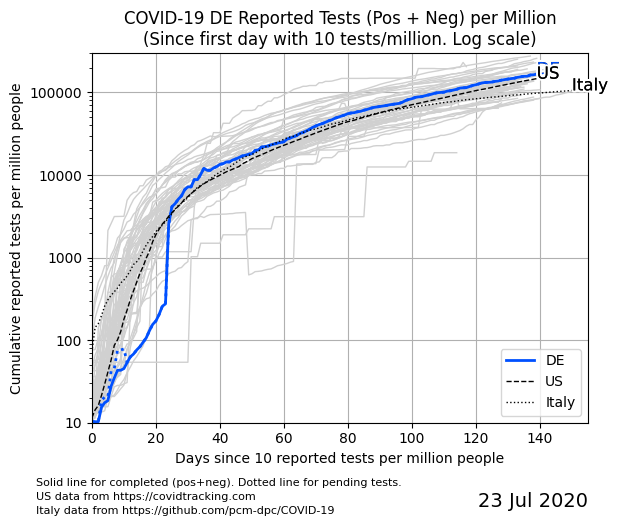 COVID-19 DE Reported Tests (Pos + Neg) per Million
(Since first day with 10 tests/million. Log scale)
Cumulative reported tests per million people
100000
10000
1000
100
10
0 20 40 60 80 100 120 140
Days since 10 reported tests per million people
DE
US
Italy
DE
US
Italy
Solid line for completed (pos+neg). Dotted line for pending tests.
US data from https://covidtracking.com
Italy data from https://github.com/pcm-dpc/COVID-19
23 Jul 2020